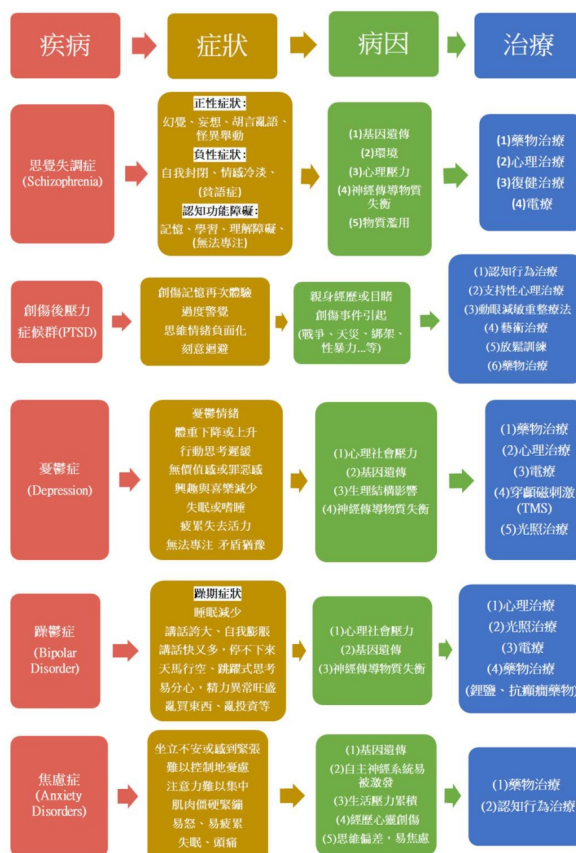 疾病
症狀
病因
治療
思覺失調症
(Schizophrenia)
正性症狀:
幻覺、妄想、胡言亂語、
怪異舉動
負性症狀:
自我封閉、情感冷淡、
(貧語症)
認知功能障礙:
記憶、學習、理解障礙、
(無法專注)
(1)基因遺傳
(2)環境
(3)心理壓力
(4)神經傳導物質
失衡
(5)物質濫用
(1)藥物治療
(2)心理治療
(3)復健治療
(4)電療
創傷後壓力
症候群(PTSD)
創傷記憶再次體驗
過度警覺
思維情緒負面化
刻意迴避
親身經歷或目睹
創傷事件引起
(戰爭、天災、綁架、
性暴力...等)
(1)認知行為治療
(2)支持性心理治療
(3)動眼減敏重整療法
(4)藝術治療
(5)放鬆訓練
(6)藥物治療
憂鬱症
(Depression)
憂鬱情緒
體重下降或上升
行動思考遲緩
無價值感或罪惡感
興趣與喜樂減少
失眠或嗜睡
疲累失去活力
無法專注 矛盾猶豫
(1)心理社會壓力
(2)基因遺傳
(3)生理結構影響
(4)神經傳導物質失衡
(1)藥物治療
(2)心理治療
(3)電療
(4)穿顱磁刺激
(TMS)
(5)光照治療
躁鬱症
(Bipolar
Disorder)
躁期症狀
睡眠減少
講話誇大、自我膨脹
講話快又多，停不下來
天馬行空、跳躍式思考
易分心，精力異常旺盛
亂買東西、亂投資等
(1)心理社會壓力
(2)基因遺傳
(3)神經傳導物質失衡
(1)心理治療
(2)光照治療
(3)電療
(4)藥物治療
(鋰鹽、抗癲癇藥物)
焦慮症
(Anxiety
Disorders)
坐立不安或感到緊張
難以控制地憂慮
注意力難以集中
肌肉僵硬緊繃
易怒、易疲累
失眠、頭痛
(1)基因遺傳
(2)自主神經系統易
被激發
(3)生活壓力累積
(4)經歷心靈創傷
(5)思維偏差，易焦慮
(1)藥物治療
(2)認知行為治療